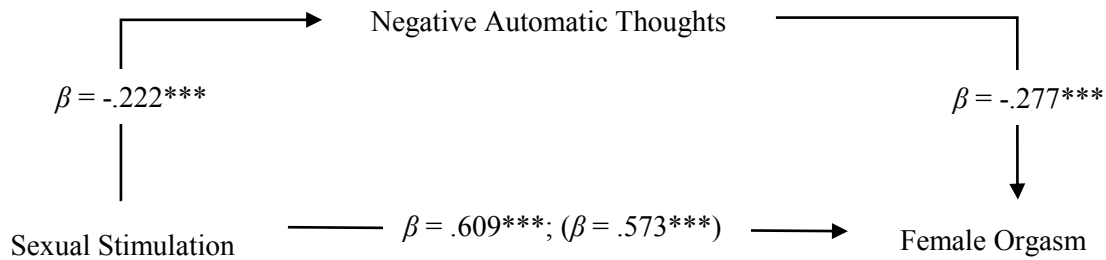 Negative Automatic Thoughts
β = -.222***
β = -.277***
β = .609***; (β = .573***)
Sexual Stimulation
Female Orgasm